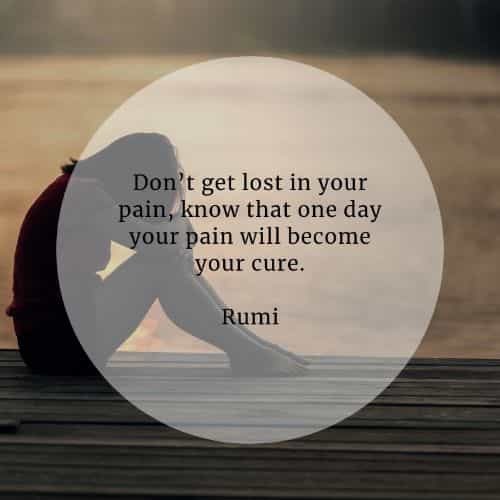 Don't get lost in your
pain, know that one day
your pain will become
your cure.
Rumi